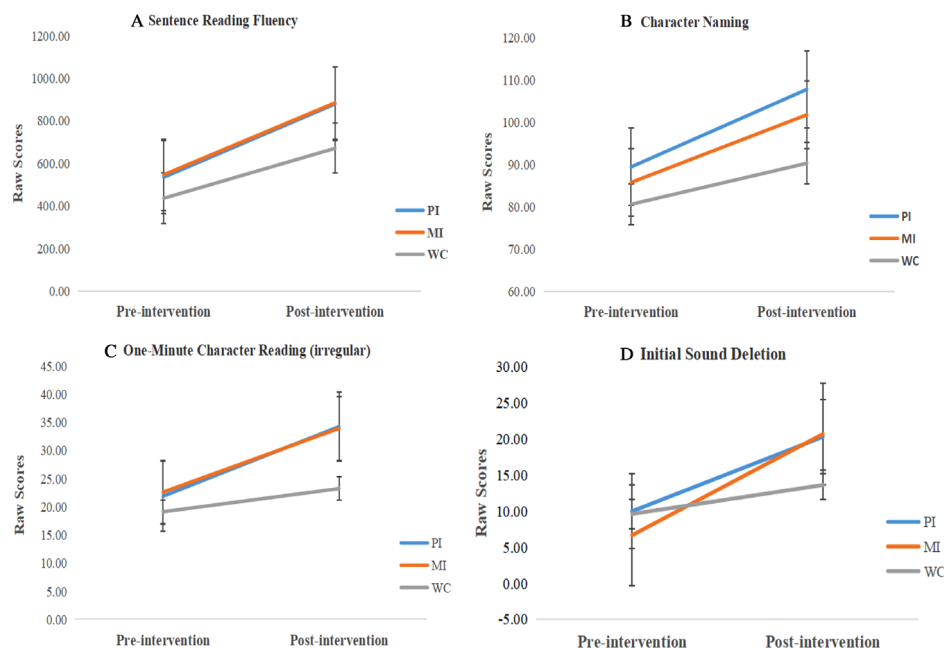 A Sentence Reading Fluency
Raw Scores
1200.00
1000.00
800.00
600.00
400.00
200.00
0.00
PI
MI
WC
Pre-intervention Post-intervention
B Character Naming
Raw Scores
120.00
110.00
100.00
90.00
80.00
70.00
60.00
PI
MI
WC
Pre-intervention Post-intervention
C One-Minute Character Reading (irregular)
Raw Scores
45.00
40.00
35.00
30.00
25.00
20.00
15.00
10.00
5.00
0.00
PI
MI
WC
Pre-intervention Post-intervention
D Initial Sound Deletion
Raw Scores
30.00
25.00
20.00
15.00
10.00
5.00
0.00
-5.00
PI
MI
WC
Pre-intervention Post-intervention